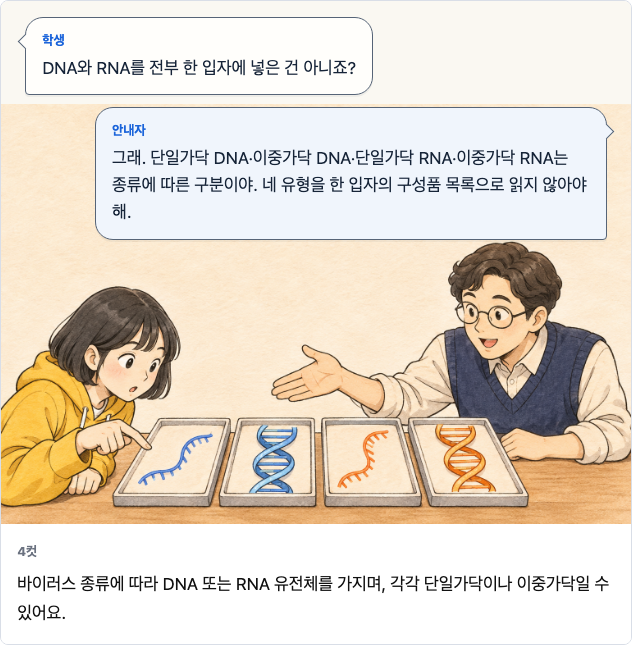 학생
DNA와 RNA를 전부 한 입자에 넣은 건 아니죠?
안내자
그래. 단일가닥 DNA·이중가닥 DNA·단일가닥 RNA·이중가닥 RNA는
종류에 따른 구분이야. 네 유형을 한 입자의 구성품 목록으로 읽지 않아야
해.
4컷
바이러스 종류에 따라 DNA 또는 RNA 유전체를 가지며, 각각 단일가닥이나 이중가닥일 수
있어요.